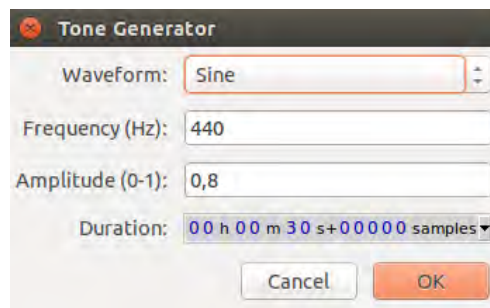 Tone Generator
Waveform: Sine
Frequency (Hz): 440
Amplitude (0-1): 0,8
Duration: 00 h 00 m 30 s+00000 samples
Cancel OK